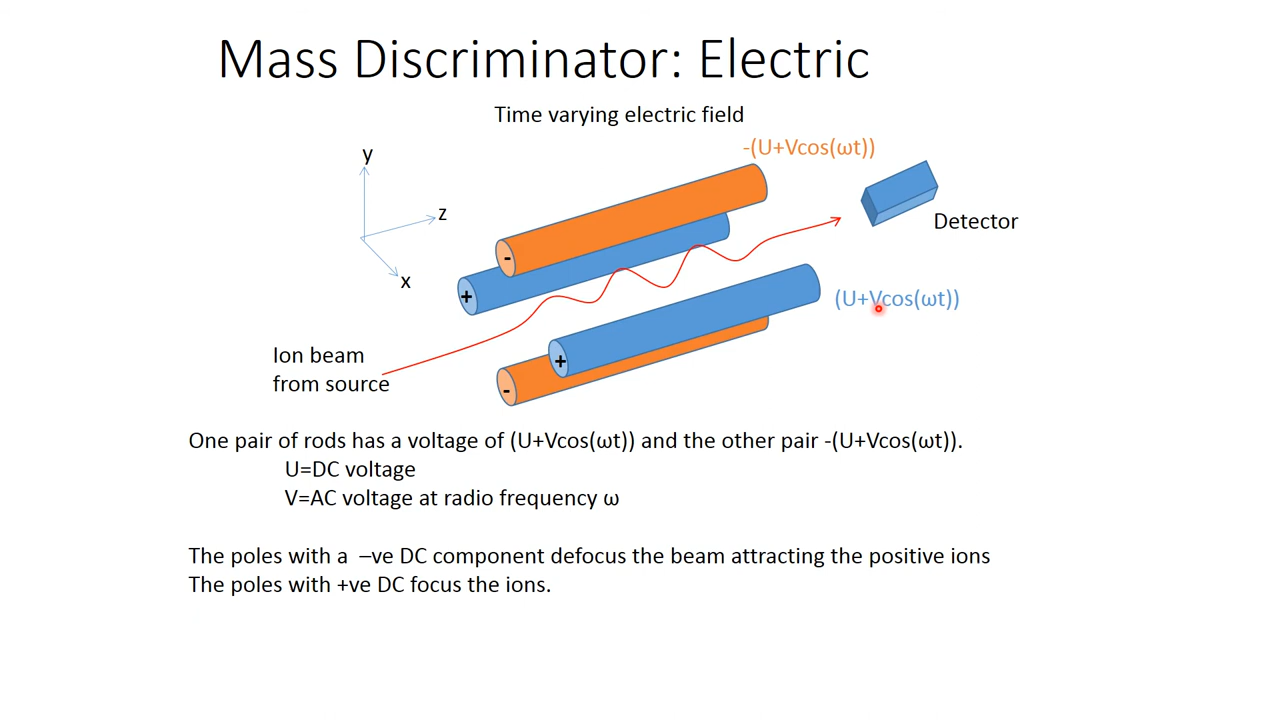 Mass Discriminator: Electric
Time varying electric field
-(U+Vcos(ωt))
y
z
x
Detector
-
+
(U+Vcos(ωt))
+
-
Ion beam
from source
One pair of rods has a voltage of (U+Vcos(ωt)) and the other pair -(U+Vcos(ωt)).
U=DC voltage
V=AC voltage at radio frequency ω
The poles with a –ve DC component defocus the beam attracting the positive ions
The poles with +ve DC focus the ions.